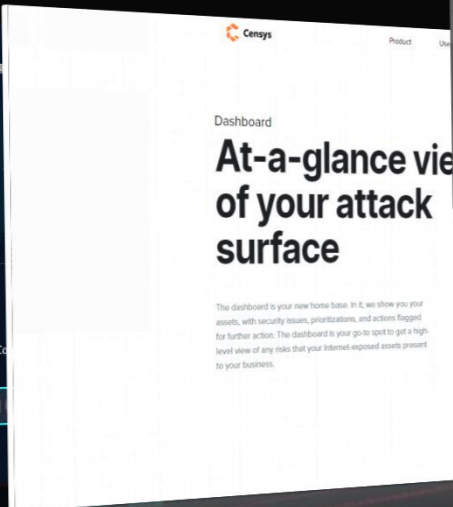 Censys
Product
Dashboard
At-a-glance
of your attack
surface
The dashboard is your new home base. In it, we show you your
assets, with security issues, prioritizations, and actions flagged
for further action. The dashboard is your go-to spot to get a high-
level view of any risks that your Internet-exposed assets present
to your business.